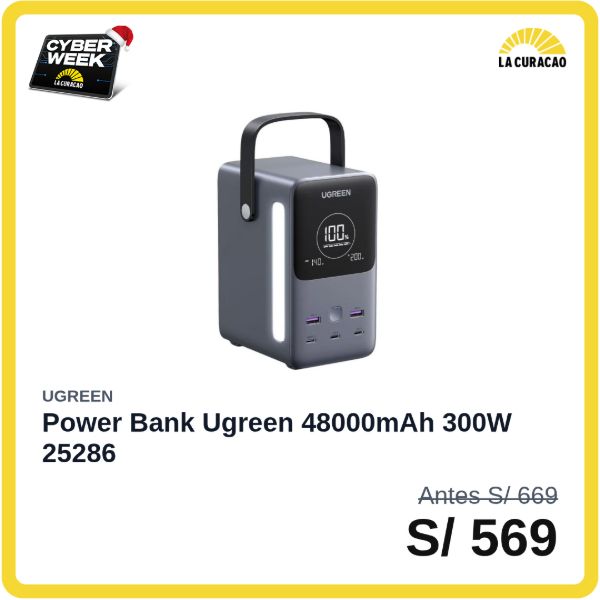 CYBER
WEEK
LA CURACAO
LA CURACAO
UGREEN
100%
140
200
UGREEN
Power Bank Ugreen 48000mAh 300W
25286
Antes S/ 669
S/ 569